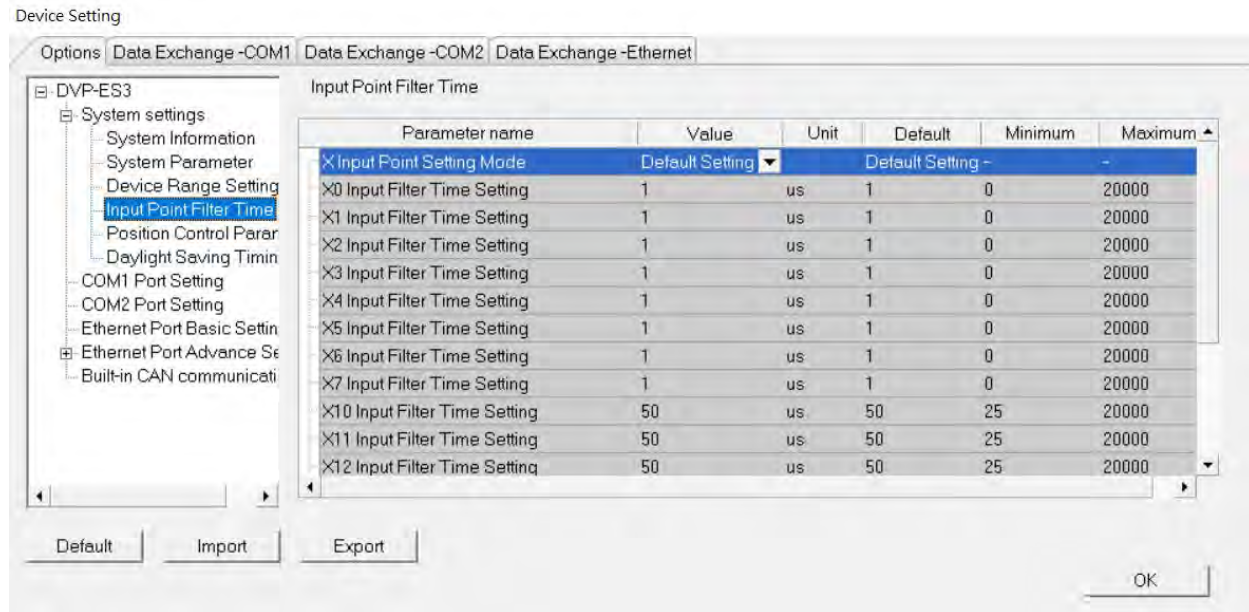 Device Setting
Options Data Exchange -COM1 Data Exchange -COM2 Data Exchange -Ethernet
DVP-ES3
System settings
System Information
System Parameter
Device Range Setting
Input Point Filter Time
Position Control Parar
Daylight Saving Timin
COM1 Port Setting
COM2 Port Setting
Ethernet Port Basic Settin
Ethernet Port Advance Se
Built-in CAN communicati
Input Point Filter Time
Parameter name Value Unit Default Minimum Maximum
X Input Point Setting Mode Default Setting Default Setting - -
X0 Input Filter Time Setting 1 us 1 0 20000
X1 Input Filter Time Setting 1 us 1 0 20000
X2 Input Filter Time Setting 1 us 1 0 20000
X3 Input Filter Time Setting 1 us 1 0 20000
X4 Input Filter Time Setting 1 us 1 0 20000
X5 Input Filter Time Setting 1 us 1 0 20000
X6 Input Filter Time Setting 1 us 1 0 20000
X7 Input Filter Time Setting 1 us 1 0 20000
X10 Input Filter Time Setting 50 us 50 25 20000
X11 Input Filter Time Setting 50 us 50 25 20000
X12 Input Filter Time Setting 50 us 50 25 20000
Default Import Export
OK